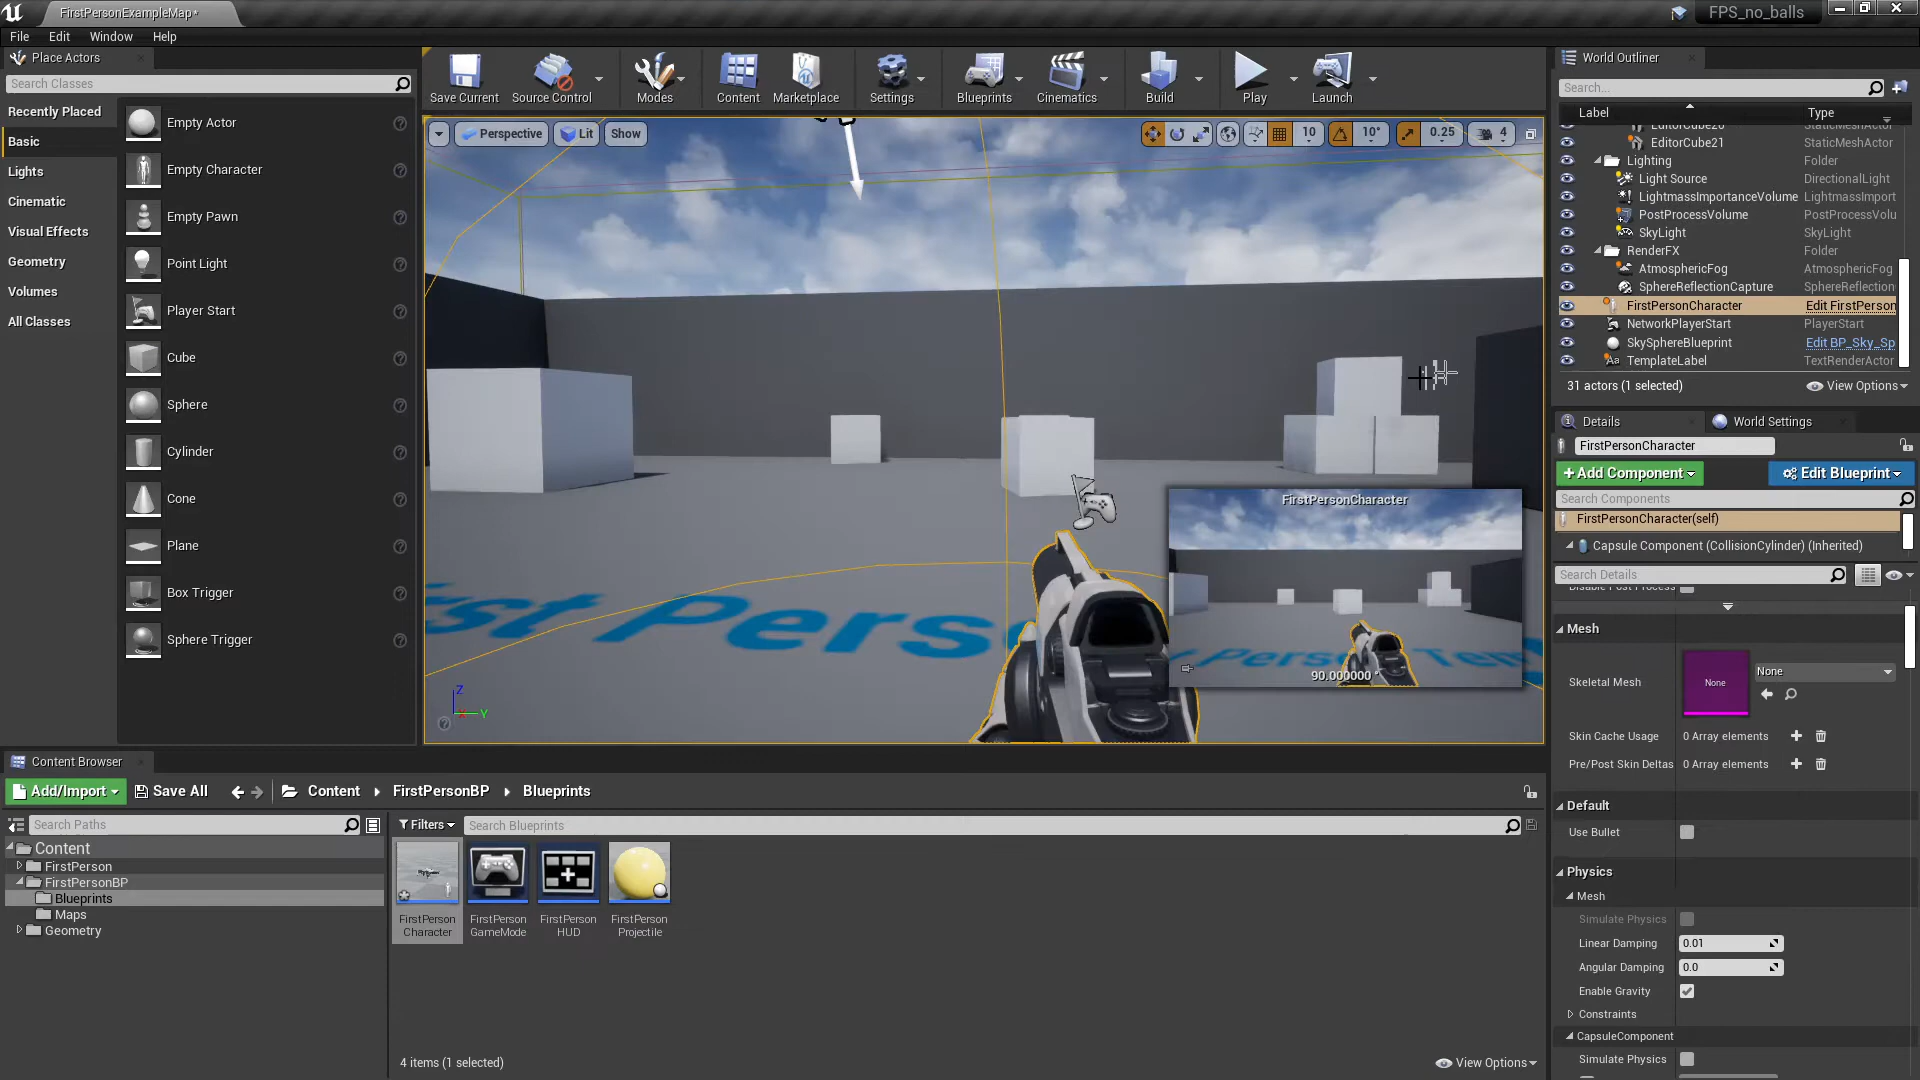 FirstPersonExampleMap*
FPS_no_balls
File Edit Window Help
Place Actors
Search Classes
Recently Placed
Basic
Lights
Cinematic
Visual Effects
Geometry
Volumes
All Classes
Empty Actor
Empty Character
Empty Pawn
Point Light
Player Start
Cube
Sphere
Cylinder
Cone
Plane
Box Trigger
Sphere Trigger
Save Current
Source Control
Modes
Content
Marketplace
Settings
Blueprints
Cinematics
Build
Play
Launch
Perspective
Lit
Show
10
10°
0.25
4
Z
Y
FirstPersonCharacter
90.000000 °
World Outliner
Search...
Label Type
EditorCube20 StaticMeshActor
EditorCube21 StaticMeshActor
Lighting Folder
Light Source DirectionalLight
LightmassImportanceVolume LightmassImport
PostProcessVolume PostProcessVolu
SkyLight SkyLight
RenderFX Folder
AtmosphericFog AtmosphericFog
SphereReflectionCapture SphereReflection
FirstPersonCharacter Edit FirstPerson
NetworkPlayerStart PlayerStart
SkySphereBlueprint Edit BP_Sky_Sp
TemplateLabel TextRenderActor
31 actors (1 selected)
View Options
Details
World Settings
FirstPersonCharacter
+Add Component
Edit Blueprint
Search Components
FirstPersonCharacter(self)
Capsule Component (CollisionCylinder) (Inherited)
Search Details
Disable Post Process
Mesh
Skeletal Mesh
None
None
Skin Cache Usage 0 Array elements
Pre/Post Skin Deltas 0 Array elements
Default
Use Bullet
Physics
Mesh
Simulate Physics
Linear Damping 0.01
Angular Damping 0.0
Enable Gravity
Constraints
CapsuleComponent
Simulate Physics
Content Browser
Add/Import
Save All
Content
FirstPersonBP
Blueprints
Search Paths
Filters
Search Blueprints
Content
FirstPerson
FirstPersonBP
Blueprints
Maps
Geometry
FirstPerson
Character
FirstPerson
GameMode
FirstPerson
HUD
FirstPerson
Projectile
4 items (1 selected)
View Options